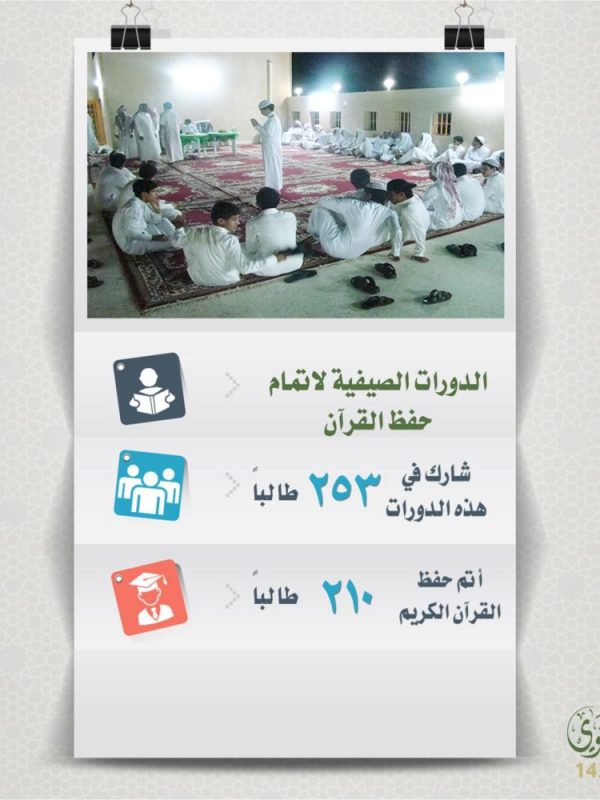 الدورات الصيفية لاتمام
حفظ القرآن
شارك في
هذه الدورات
٢٥٣ طالباً
أتم حفظ
القرآن الكريم
٢١٠ طالباً